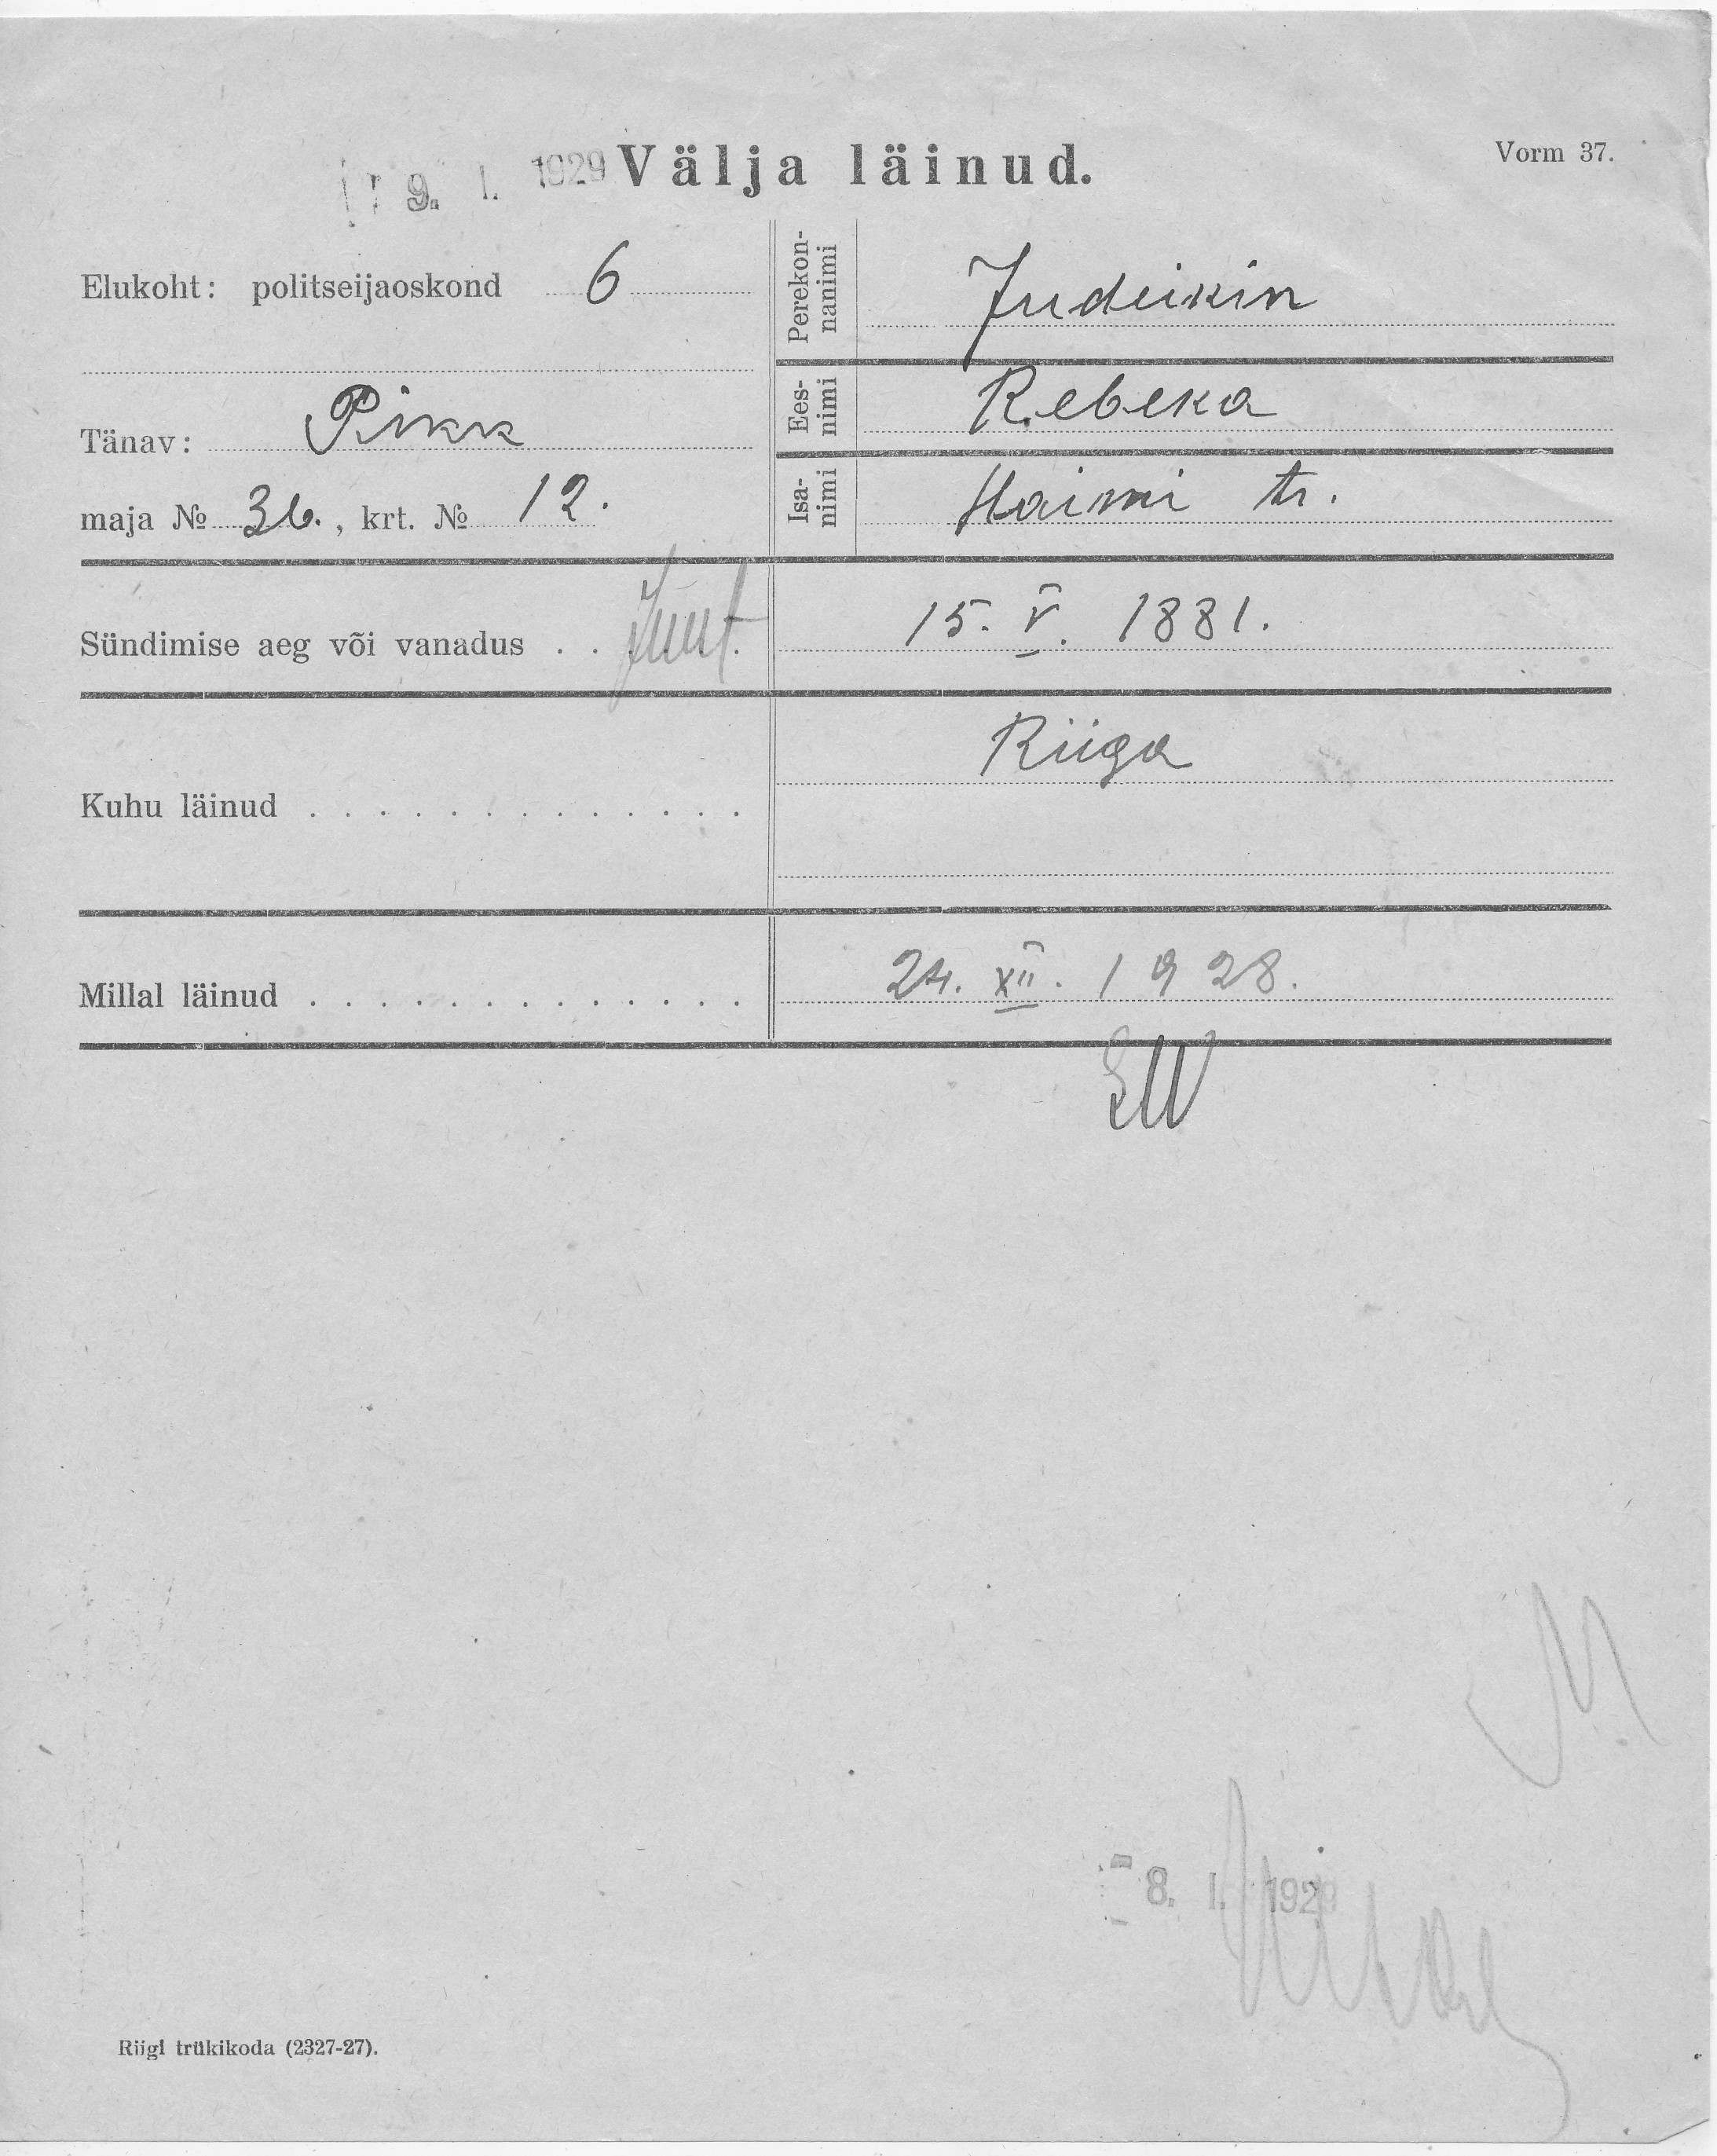 9. I. 1929
Välja läinud.
Vorm 37.
Elukoht: politseijaoskond 6
Tänav: Pikk
maja № 36., krt. № 12.
Perekon-
nanimi
Judeikin
Ees-
nimi
Rebeka
Isa-
nimi
Haimi tr.
Sündimise aeg või vanadus . . . . . .
15. V. 1881.
Kuhu läinud . . . . . . . . . . . . .
Riiga
Millal läinud . . . . . . . . . . . . .
24. XII. 1928.
8. I. 1929
Riigi trükikoda (2327-27).